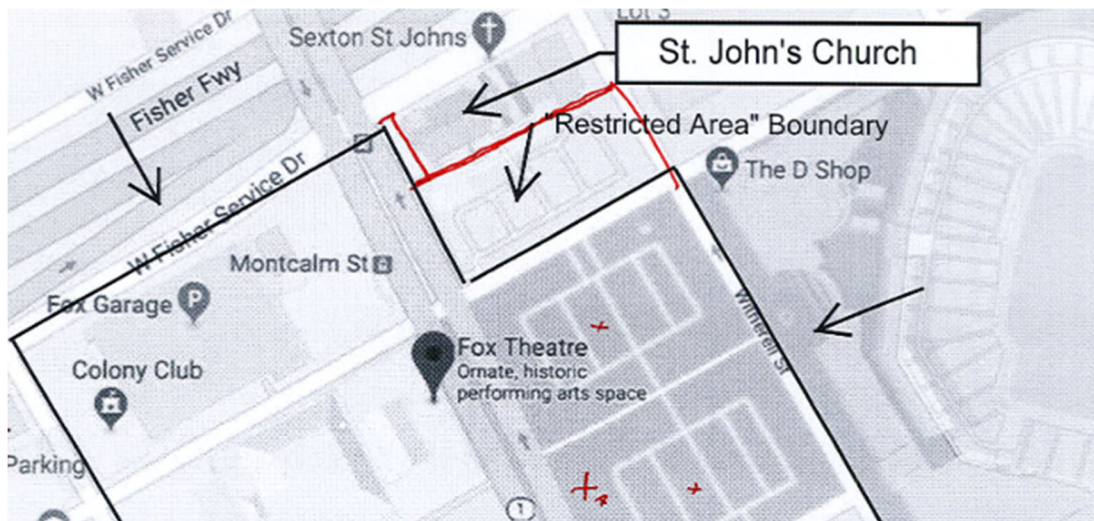 Lot 3
W Fisher Service Dr
Fisher Fwy
Sexton St Johns
St. John's Church
"Restricted Area" Boundary
The D Shop
W Fisher Service Dr
Montcalm St
Fox Garage
P
Colony Club
Fox Theatre
Ornate, historic
performing arts space
Witherell St
Parking
1